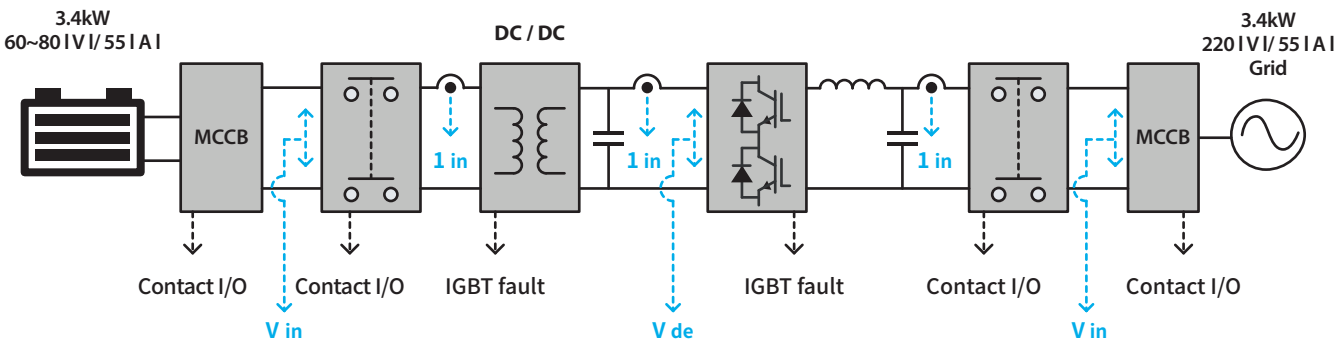 3.4kW
60~80 l V l/ 55 l A l
DC / DC
3.4kW
220 l V l/ 55 l A l
Grid
MCCB
1 in
1 in
1 in
MCCB
Contact I/O
Contact I/O
IGBT fault
IGBT fault
Contact I/O
Contact I/O
V in
V de
V in